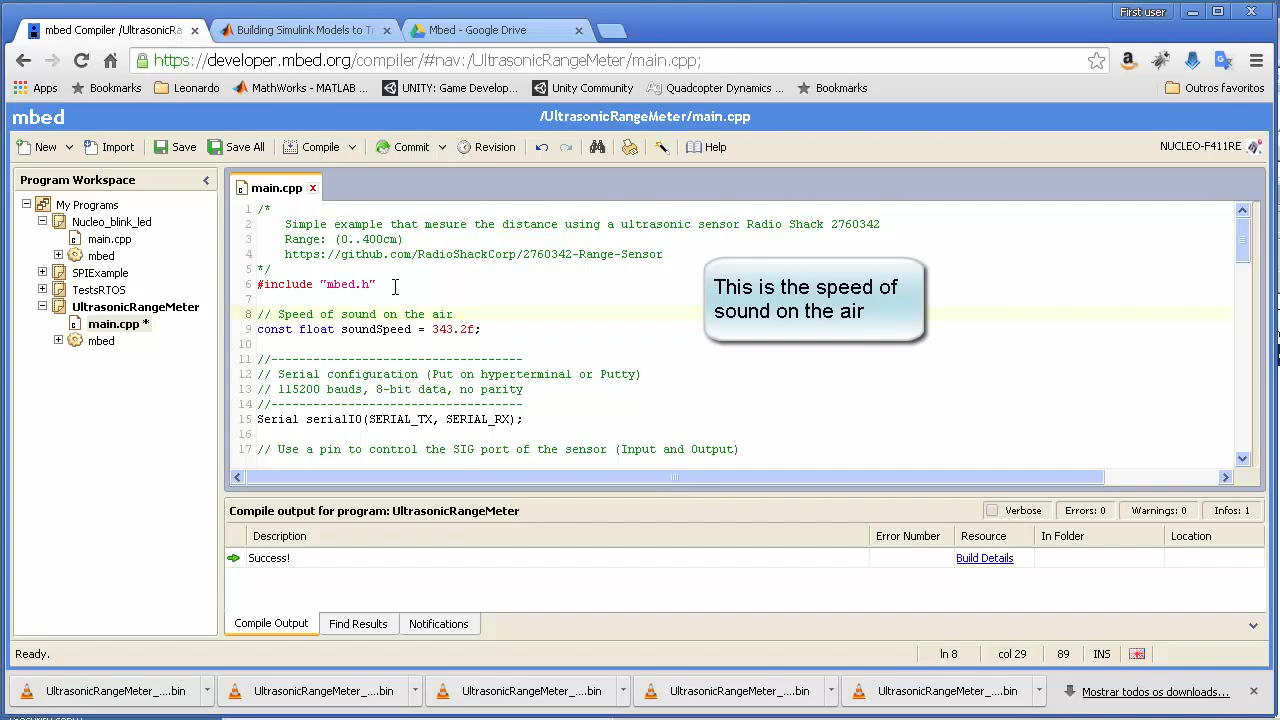 First user
mbed Compiler /UltrasonicRa
Building Simulink Models to T
Mbed - Google Drive
https://developer.mbed.org/compiler/#nav:/UltrasonicRangeMeter/main.cpp;
Apps
Bookmarks
Leonardo
MathWorks - MATLAB ...
UNITY: Game Develop...
Unity Community
Quadcopter Dynamics ...
Bookmarks
Outros favoritos
mbed
/UltrasonicRangeMeter/main.cpp
New
Import
Save
Save All
Compile
Commit
Revision
Help
NUCLEO-F411RE
Program Workspace
My Programs
Nucleo_blink_led
main.cpp
mbed
SPIExample
TestsRTOS
UltrasonicRangeMeter
main.cpp *
mbed
main.cpp
1 /*
2 Simple example that mesure the distance using a ultrasonic sensor Radio Shack 2760342
3 Range: (0..400cm)
4 https://github.com/RadioShackCorp/2760342-Range-Sensor
5 */
6 #include "mbed.h"
7
8 // Speed of sound on the air
9 const float soundSpeed = 343.2f;
10
11 //------------------------------------
12 // Serial configuration (Put on hyperterminal or Putty)
13 // 115200 bauds, 8-bit data, no parity
14 //------------------------------------
15 Serial serialIO(SERIAL_TX, SERIAL_RX);
16
17 // Use a pin to control the SIG port of the sensor (Input and Output)
This is the speed of
sound on the air
Compile output for program: UltrasonicRangeMeter
Verbose
Errors: 0
Warnings: 0
Infos: 1
Description
Error Number
Resource
In Folder
Location
Success!
Build Details
Compile Output
Find Results
Notifications
Ready.
ln 8
col 29
89
INS
UltrasonicRangeMeter_....bin
UltrasonicRangeMeter_....bin
UltrasonicRangeMeter_....bin
UltrasonicRangeMeter_....bin
UltrasonicRangeMeter_....bin
Mostrar todos os downloads...